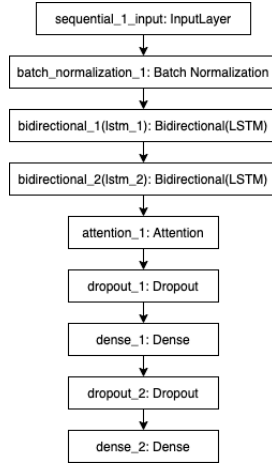 sequential_1_input: InputLayer
batch_normalization_1: Batch Normalization
bidirectional_1(lstm_1): Bidirectional(LSTM)
bidirectional_2(lstm_2): Bidirectional(LSTM)
attention_1: Attention
dropout_1: Dropout
dense_1: Dense
dropout_2: Dropout
dense_2: Dense